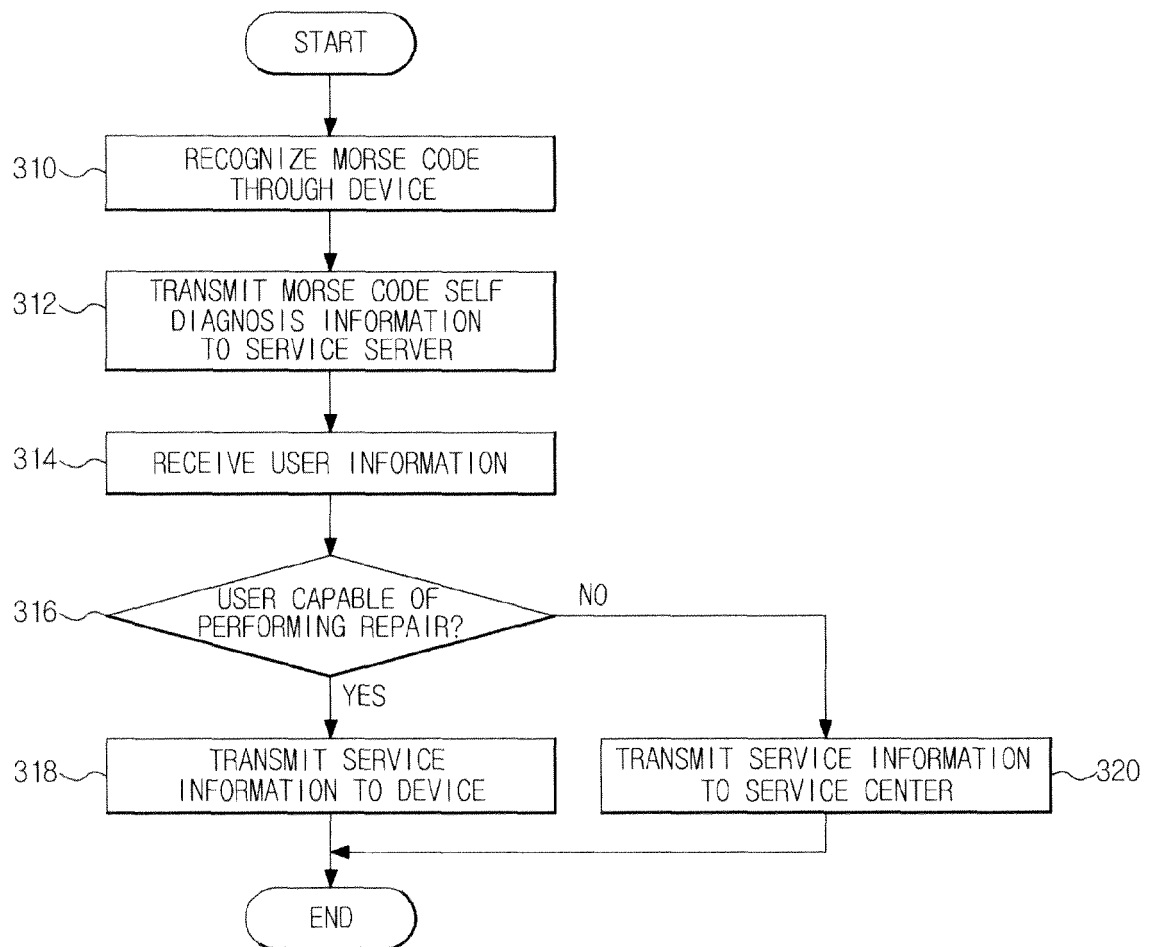 START
310
RECOGNIZE MORSE CODE
THROUGH DEVICE
312
TRANSMIT MORSE CODE SELF
DIAGNOSIS INFORMATION
TO SERVICE SERVER
314
RECEIVE USER INFORMATION
316
USER CAPABLE OF
PERFORMING REPAIR?
NO
YES
318
TRANSMIT SERVICE
INFORMATION TO DEVICE
TRANSMIT SERVICE INFORMATION
TO SERVICE CENTER
320
END